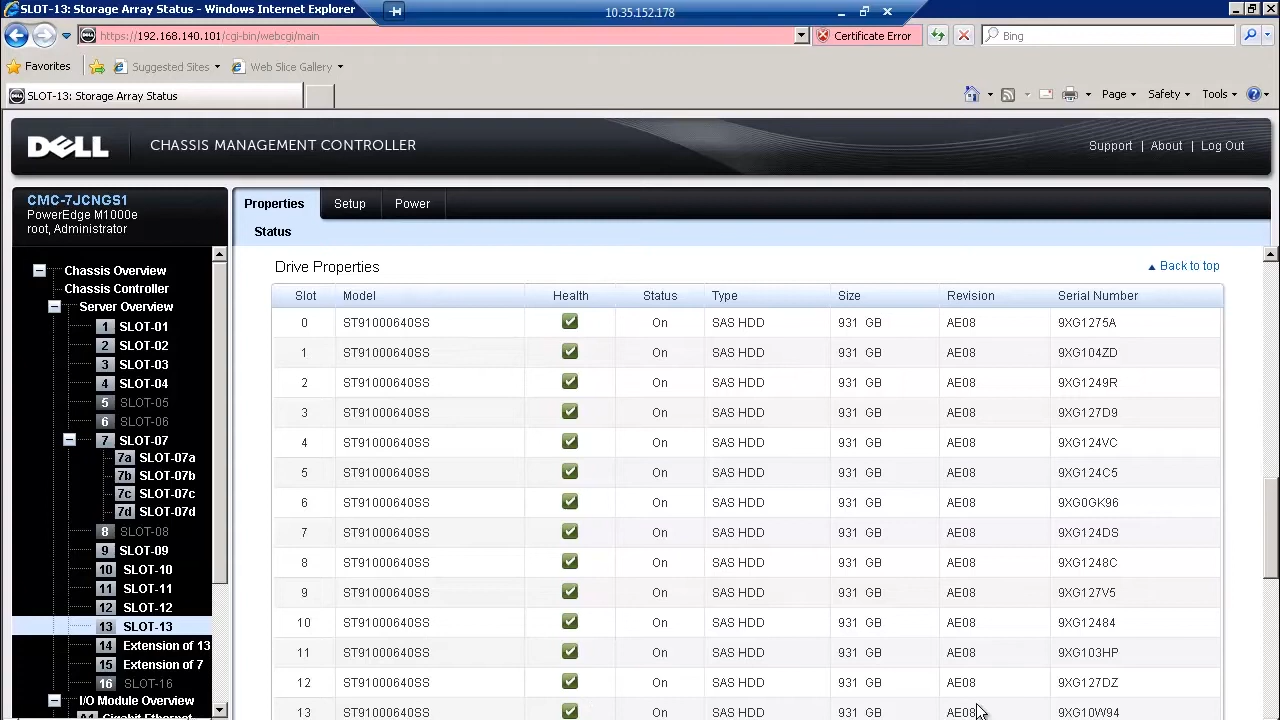 SLOT-13: Storage Array Status - Windows Internet Explorer
10.35.152.178
https://192.168.140.101/cgi-bin/webcgi/main
Certificate Error
Bing
Favorites
Suggested Sites
Web Slice Gallery
SLOT-13: Storage Array Status
Page
Safety
Tools
DELL
CHASSIS MANAGEMENT CONTROLLER
Support | About | Log Out
CMC-7JCNGS1
PowerEdge M1000e
root, Administrator
Chassis Overview
Chassis Controller
Server Overview
1 SLOT-01
2 SLOT-02
3 SLOT-03
4 SLOT-04
5 SLOT-05
6 SLOT-06
7 SLOT-07
7a SLOT-07a
7b SLOT-07b
7c SLOT-07c
7d SLOT-07d
8 SLOT-08
9 SLOT-09
10 SLOT-10
11 SLOT-11
12 SLOT-12
13 SLOT-13
14 Extension of 13
15 Extension of 7
16 SLOT-16
I/O Module Overview
A1 Gigabit Ethernet
Properties Setup Power
Status
Drive Properties
Back to top
Slot Model Health Status Type Size Revision Serial Number
0 ST91000640SS On SAS HDD 931 GB AE08 9XG1275A
1 ST91000640SS On SAS HDD 931 GB AE08 9XG104ZD
2 ST91000640SS On SAS HDD 931 GB AE08 9XG1249R
3 ST91000640SS On SAS HDD 931 GB AE08 9XG127D9
4 ST91000640SS On SAS HDD 931 GB AE08 9XG124VC
5 ST91000640SS On SAS HDD 931 GB AE08 9XG124C5
6 ST91000640SS On SAS HDD 931 GB AE08 9XG0GK96
7 ST91000640SS On SAS HDD 931 GB AE08 9XG124DS
8 ST91000640SS On SAS HDD 931 GB AE08 9XG1248C
9 ST91000640SS On SAS HDD 931 GB AE08 9XG127V5
10 ST91000640SS On SAS HDD 931 GB AE08 9XG12484
11 ST91000640SS On SAS HDD 931 GB AE08 9XG103HP
12 ST91000640SS On SAS HDD 931 GB AE08 9XG127DZ
13 ST91000640SS On SAS HDD 931 GB AE08 9XG10W94